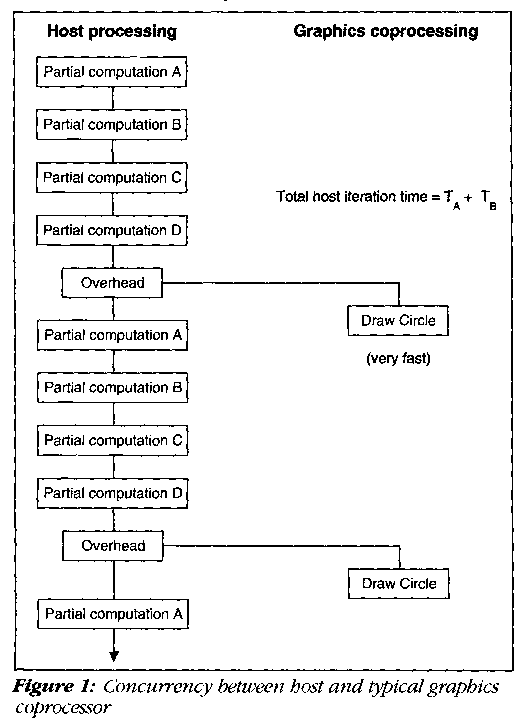 Host processing
Graphics coprocessing
Partial computation A
Partial computation B
Partial computation C
Total host iteration time = T_A + T_B
Partial computation D
Overhead
Draw Circle
Partial computation A
(very fast)
Partial computation B
Partial computation C
Partial computation D
Overhead
Draw Circle
Partial computation A
Figure 1: Concurrency between host and typical graphics
coprocessor